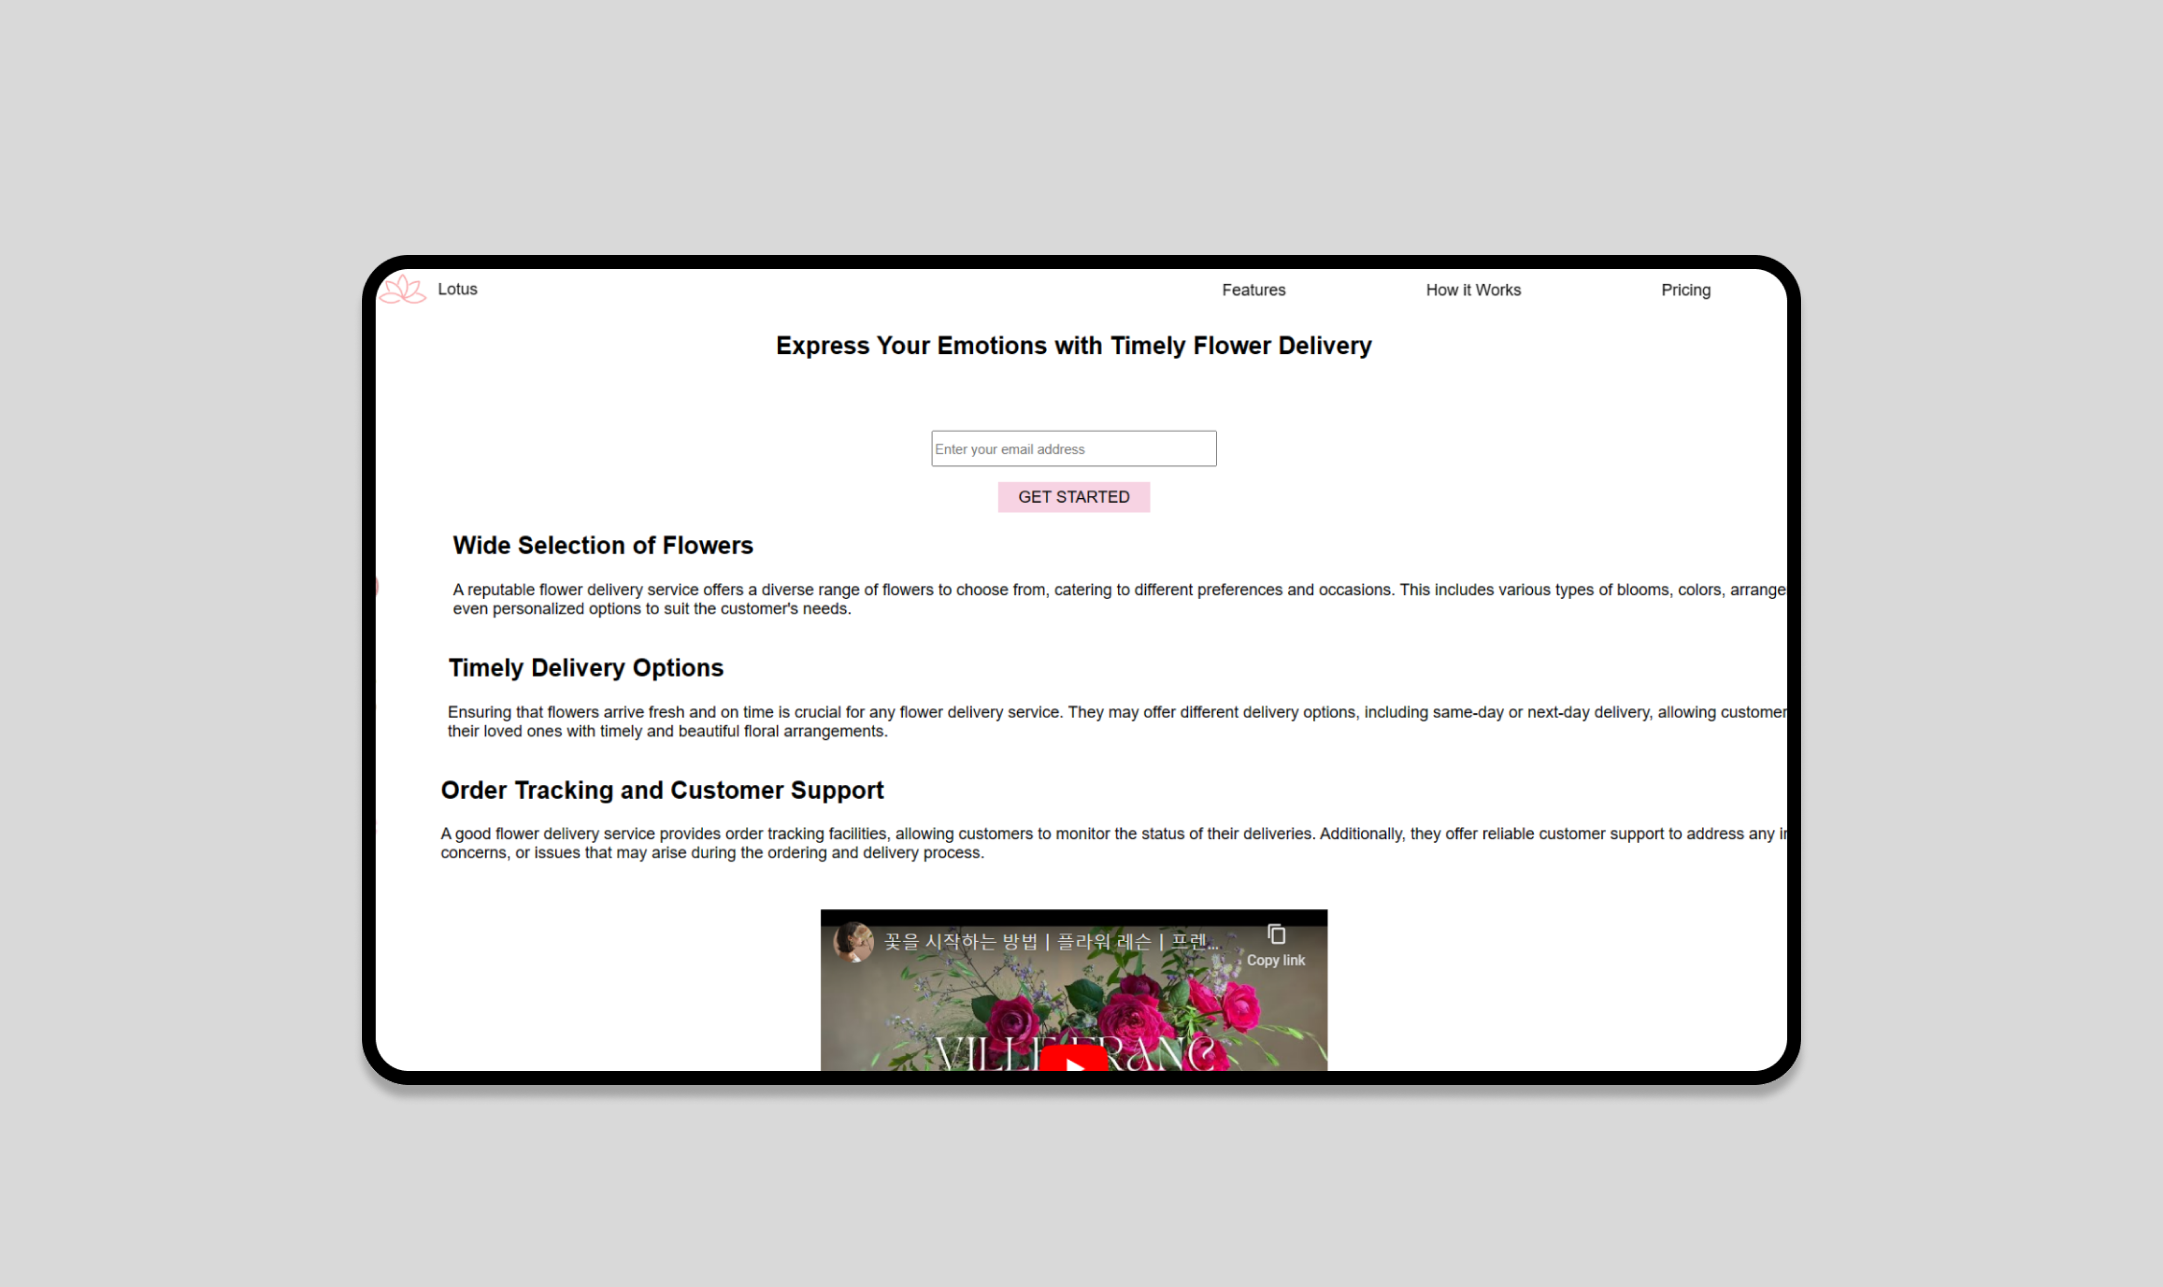 Lotus
Features
How it Works
Pricing
Express Your Emotions with Timely Flower Delivery
Enter your email address
GET STARTED
Wide Selection of Flowers
A reputable flower delivery service offers a diverse range of flowers to choose from, catering to different preferences and occasions. This includes various types of blooms, colors, arrange
even personalized options to suit the customer's needs.
Timely Delivery Options
Ensuring that flowers arrive fresh and on time is crucial for any flower delivery service. They may offer different delivery options, including same-day or next-day delivery, allowing customer
their loved ones with timely and beautiful floral arrangements.
Order Tracking and Customer Support
A good flower delivery service provides order tracking facilities, allowing customers to monitor the status of their deliveries. Additionally, they offer reliable customer support to address any
concerns, or issues that may arise during the ordering and delivery process.
꽃을 시작하는 방법 | 플라워 레슨 | 프렌...
Copy link